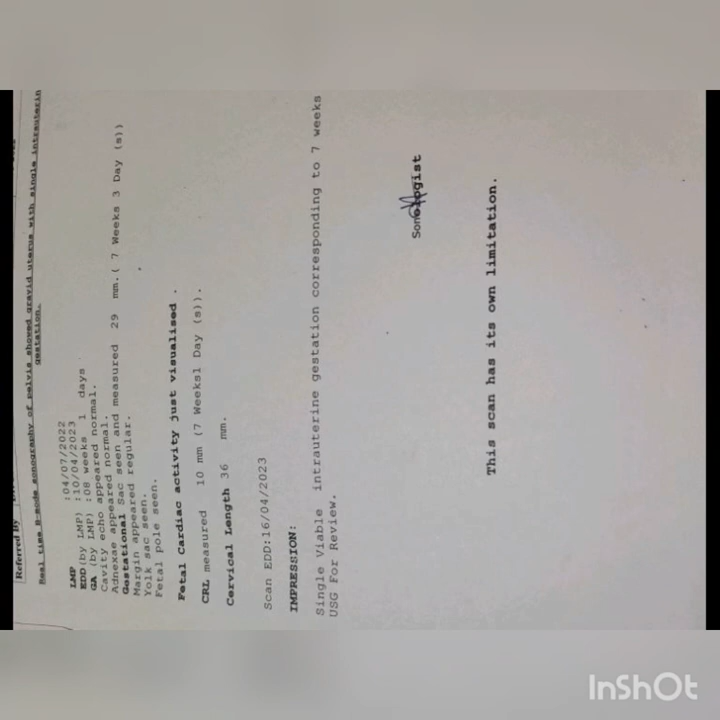 Referred By
Real time B-mode sonography of pelvis showed gravid uterus with single intrauterin
gestation.
LMP :04/07/2022
EDD(by LMP) :10/04/2023
GA (by LMP) :08 weeks 1 days
Cavity echo appeared normal.
Adnexae appeared normal.
Gestational Sac seen and measured 29 mm.( 7 Weeks 3 Day (s))
Margin appeared regular.
Yolk sac seen.
Fetal pole seen.
Fetal Cardiac activity just visualised .
CRL measured 10 mm (7 Weeks1 Day (s)).
Cervical Length 36 mm.
Scan EDD:16/04/2023
IMPRESSION:
Single Viable intrauterine gestation corresponding to 7 weeks
USG For Review.
Sonologist
This scan has its own limitation.
InShOt